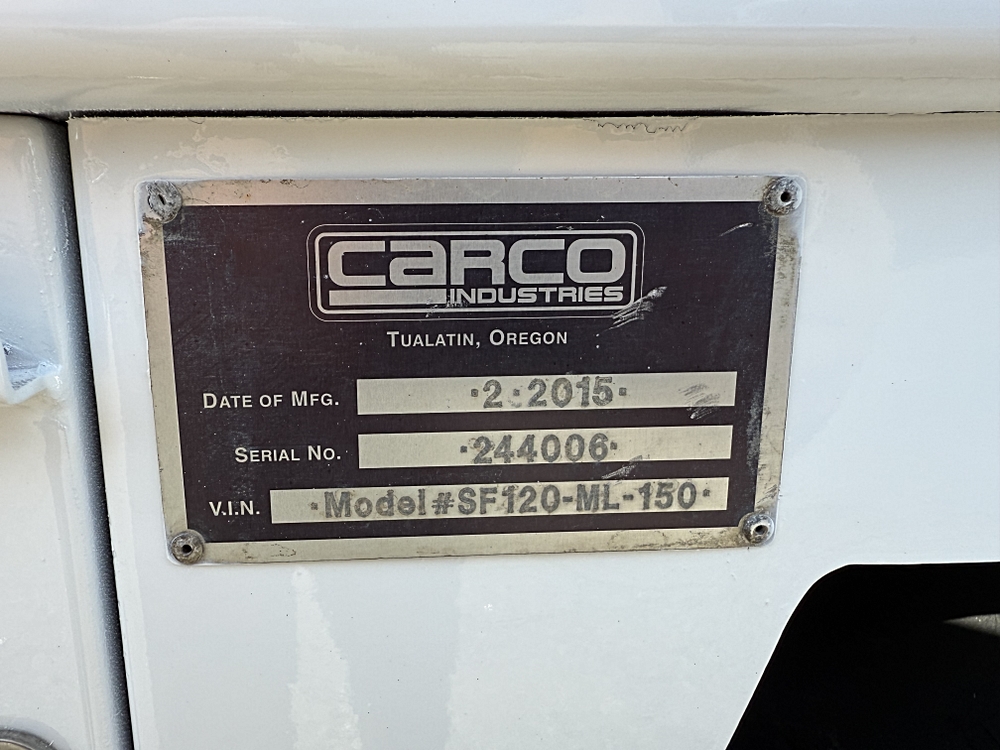 CARCO
INDUSTRIES
TUALATIN, OREGON
DATE OF MFG. ·2·2015·
SERIAL NO. ·244006·
V.I.N. ·Model#SF120-ML-150·